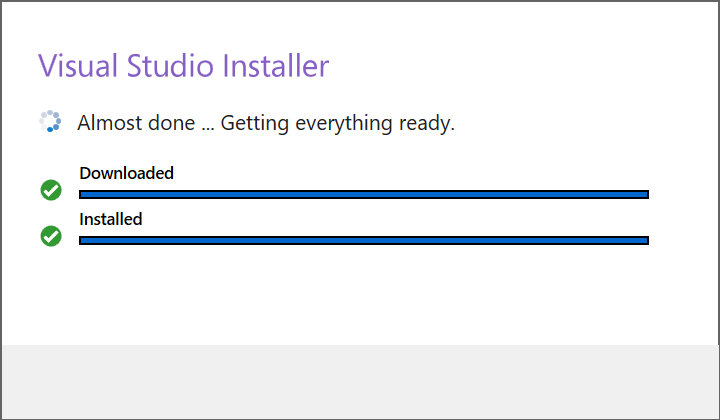 Visual Studio Installer
Almost done ... Getting everything ready.
Downloaded
Installed